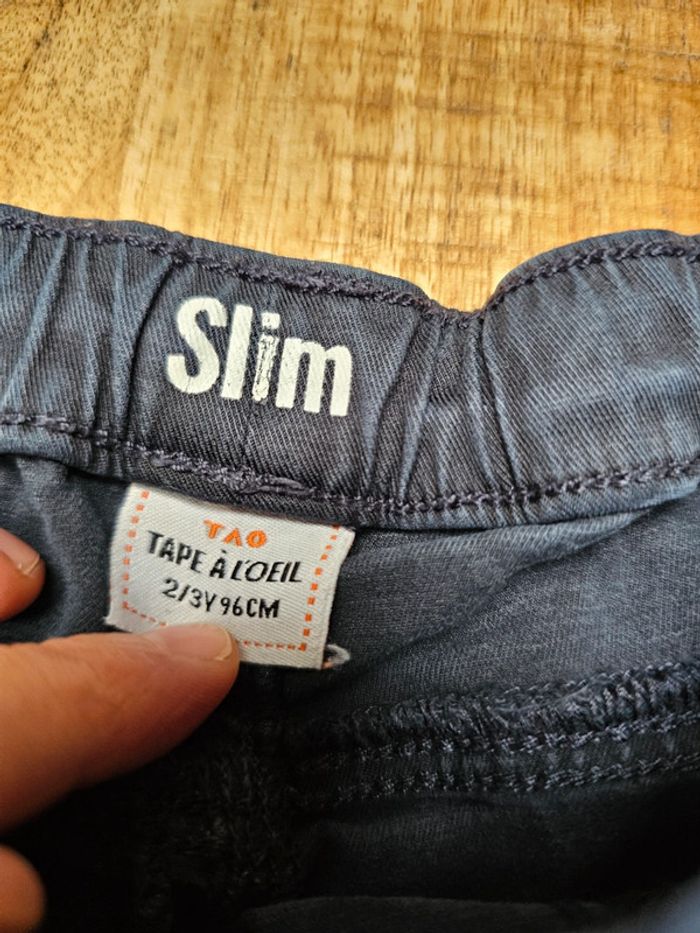 Slim
TAO
TAPE À L'OEIL
2/3Y 96CM